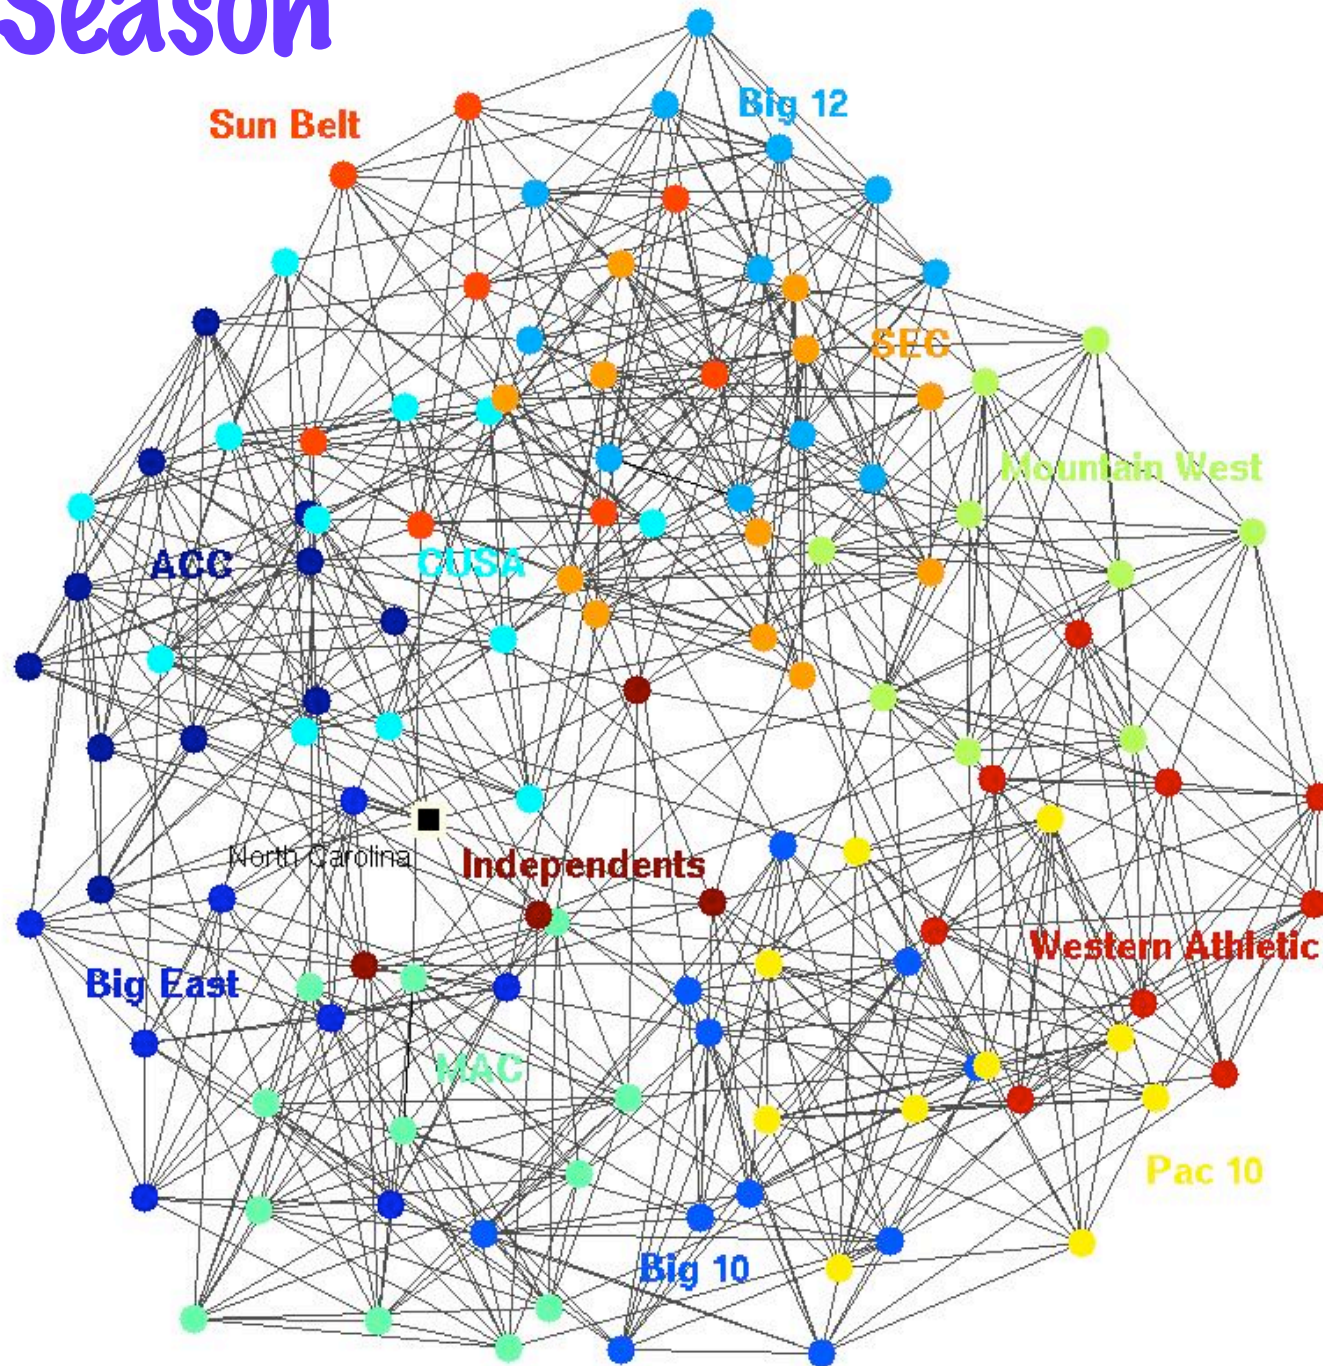 Season
Big 12
Sun Belt
SEC
Mountain West
ACC
CUSA
North Carolina
Independents
Western Athletic
Big East
MAC
Pac 10
Big 10